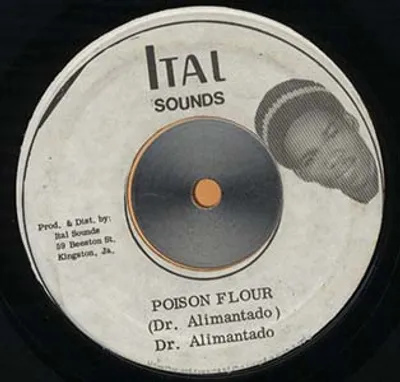 ITAL
SOUNDS
Prod. & Dist. by:
Ital Sounds
59 Beeston St.
Kingston, Ja.
POISON FLOUR
(Dr. Alimantado)
Dr. Alimantado